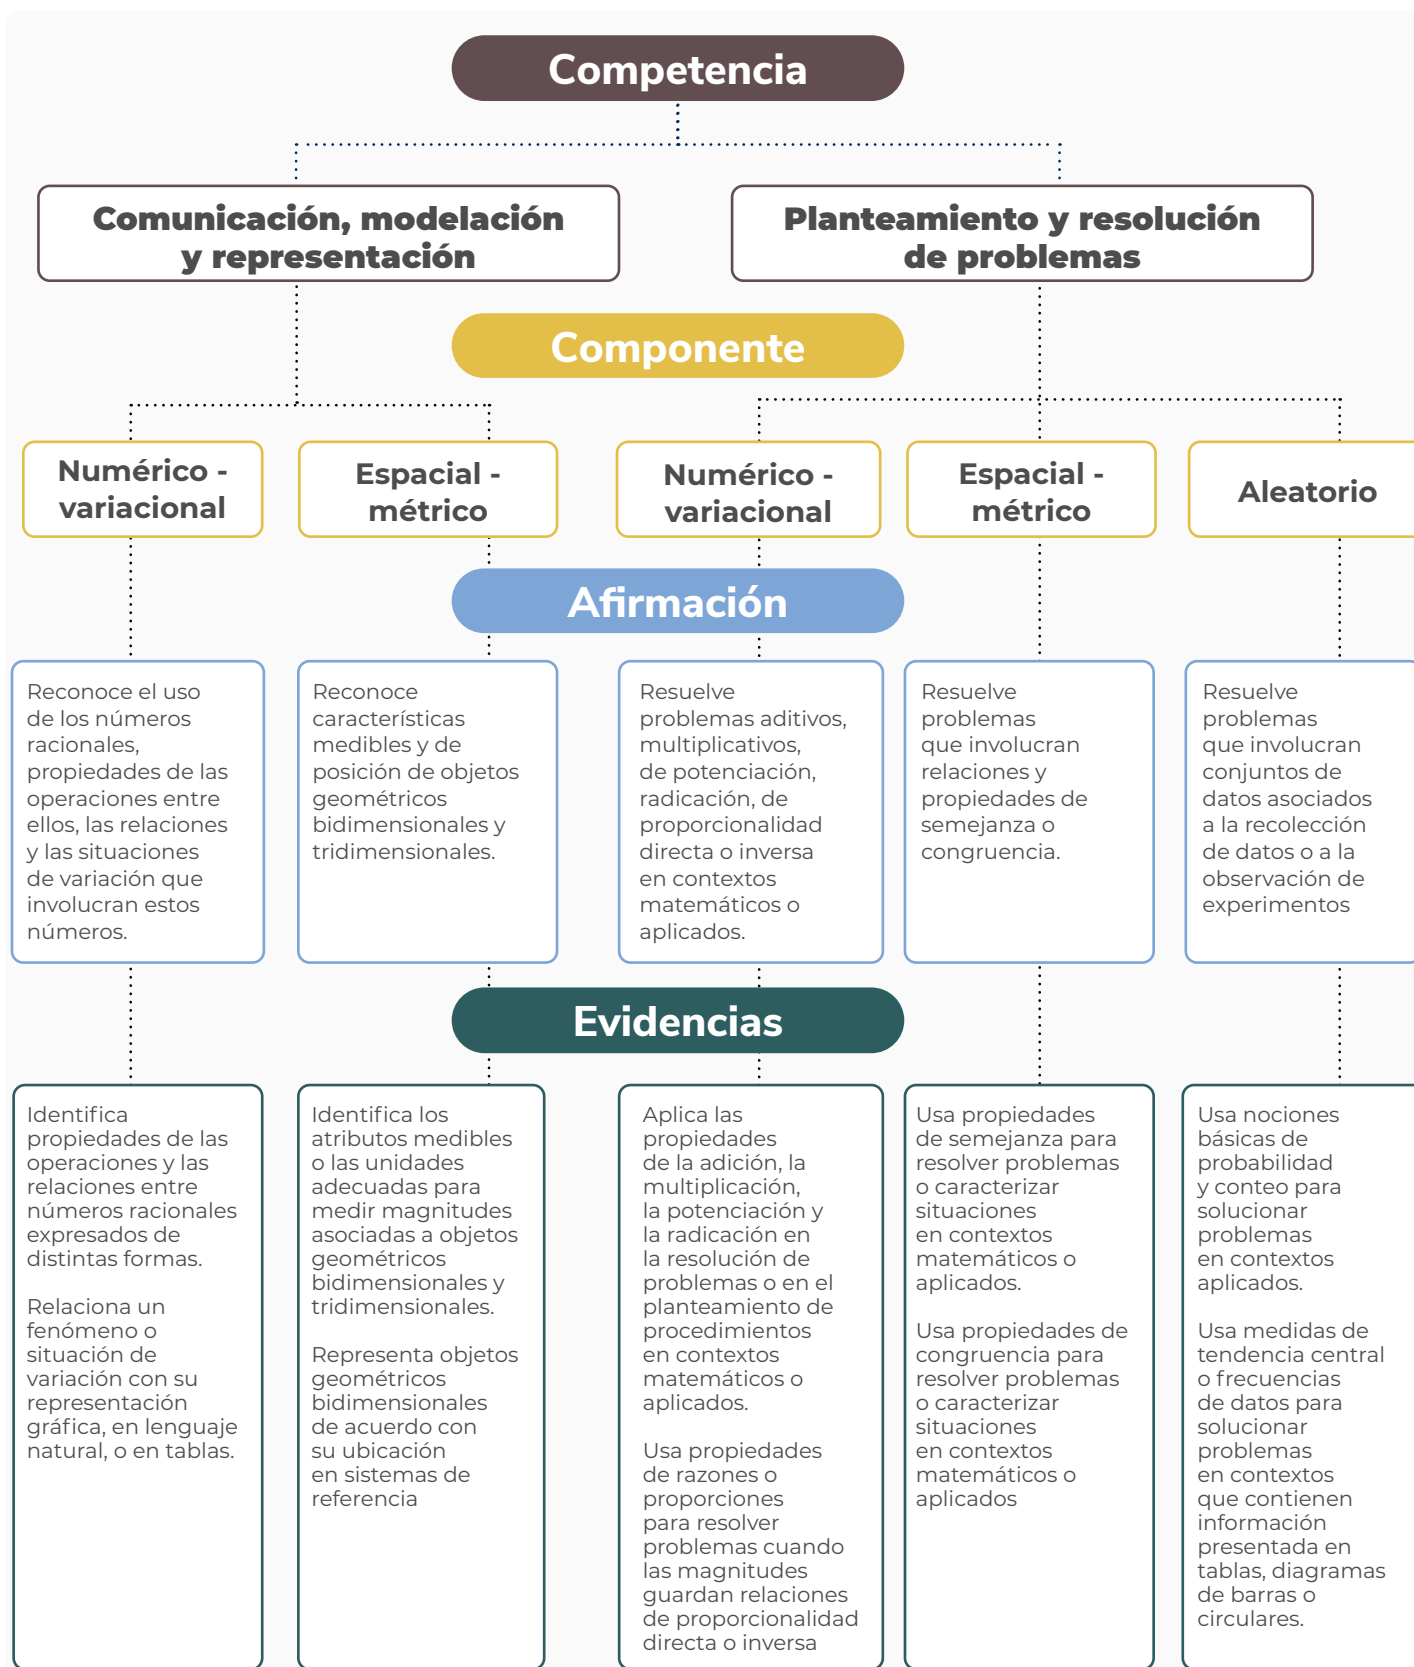 Competencia
Comunicación, modelación
y representación
Planteamiento y resolución
de problemas
Componente
Numérico -
variacional
Espacial -
métrico
Numérico -
variacional
Espacial -
métrico
Aleatorio
Afirmación
Reconoce el uso
de los números
racionales,
propiedades de las
operaciones entre
ellos, las relaciones
y las situaciones
de variación que
involucran estos
números.
Reconoce
características
medibles y de
posición de objetos
geométricos
bidimensionales y
tridimensionales.
Resuelve
problemas aditivos,
multiplicativos,
de potenciación,
radicación, de
proporcionalidad
directa o inversa
en contextos
matemáticos o
aplicados.
Resuelve
problemas
que involucran
relaciones y
propiedades de
semejanza o
congruencia.
Resuelve
problemas
que involucran
conjuntos de
datos asociados
a la recolección
de datos o a la
observación de
experimentos
Evidencias
Identifica
propiedades de las
operaciones y las
relaciones entre
números racionales
expresados de
distintas formas.
Relaciona un
fenómeno o
situación de
variación con su
representación
gráfica, en lenguaje
natural, o en tablas.
Identifica los
atributos medibles
o las unidades
adecuadas para
medir magnitudes
asociadas a objetos
geométricos
bidimensionales y
tridimensionales.
Representa objetos
geométricos
bidimensionales
de acuerdo con
su ubicación
en sistemas de
referencia
Aplica las
propiedades
de la adición, la
multiplicación,
la potenciación y
la radicación en
la resolución de
problemas o en el
planteamiento de
procedimientos
en contextos
matemáticos o
aplicados.
Usa propiedades
de razones o
proporciones
para resolver
problemas cuando
las magnitudes
guardan relaciones
de proporcionalidad
directa o inversa
Usa propiedades
de semejanza para
resolver problemas
o caracterizar
situaciones
en contextos
matemáticos o
aplicados.
Usa propiedades de
congruencia para
resolver problemas
o caracterizar
situaciones
en contextos
matemáticos o
aplicados
Usa nociones
básicas de
probabilidad
y conteo para
solucionar
problemas
en contextos
aplicados.
Usa medidas de
tendencia central
o frecuencias
de datos para
solucionar
problemas
en contextos
que contienen
información
presentada en
tablas, diagramas
de barras o
circulares.